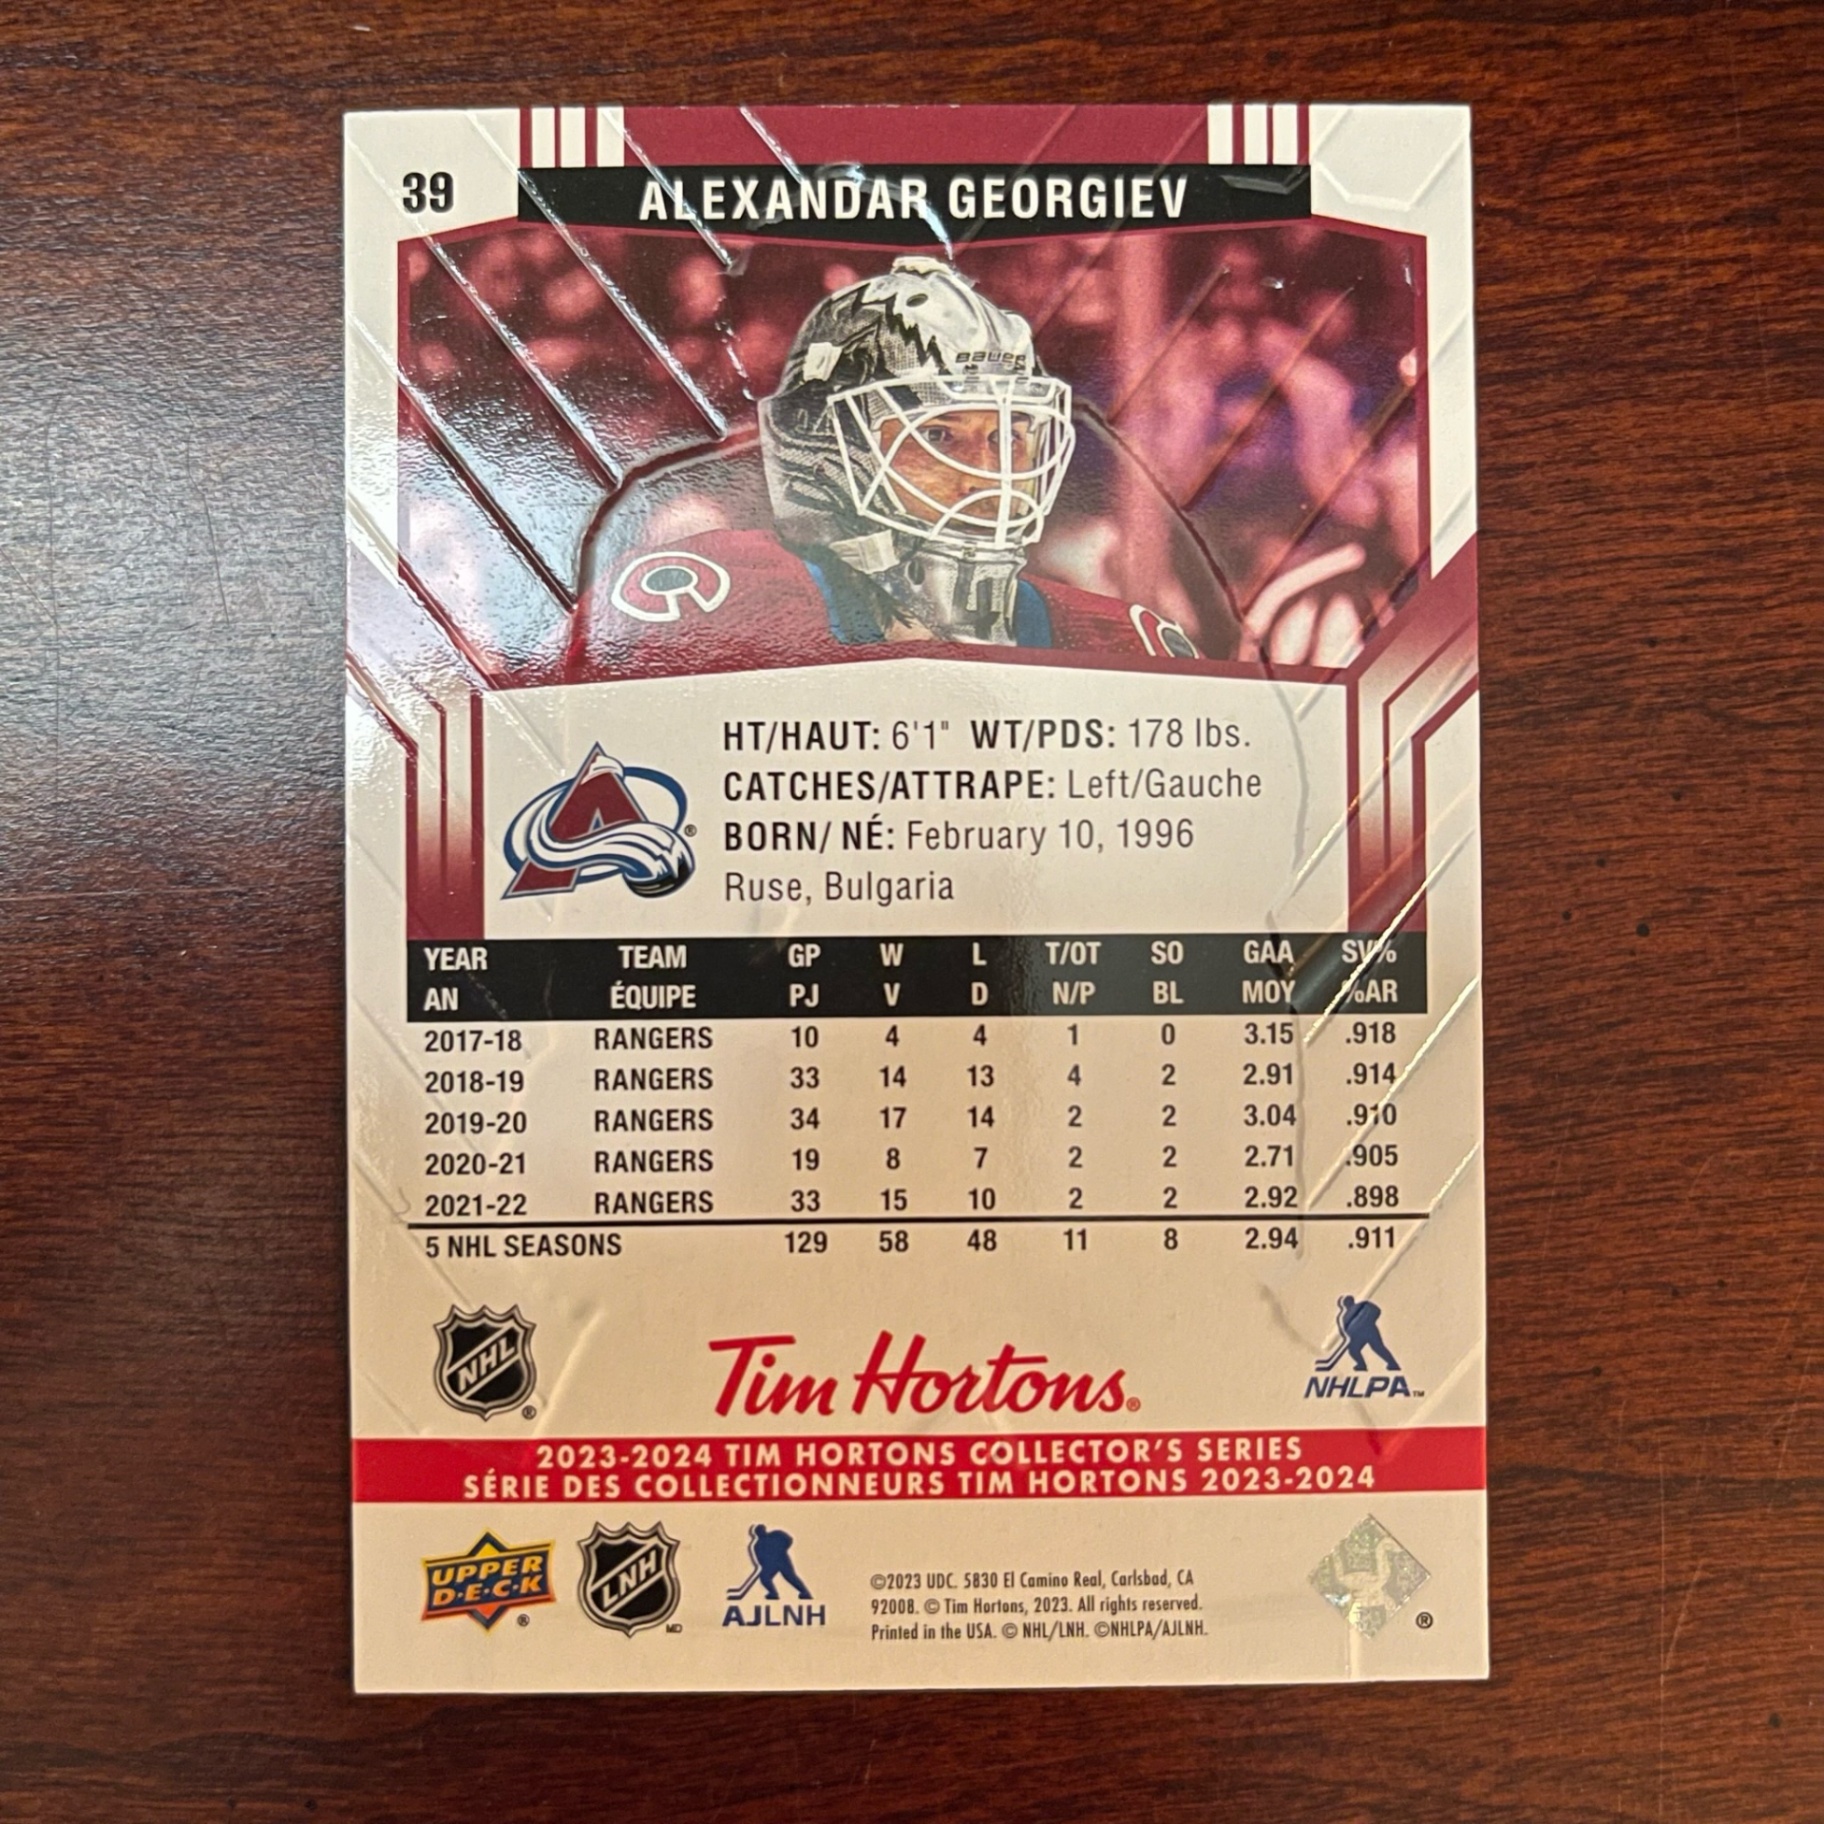 39
ALEXANDAR GEORGIEV
BAUER
HT/HAUT: 6'1" WT/PDS: 178 lbs.
CATCHES/ATTRAPE: Left/Gauche
BORN/ NÉ: February 10, 1996
Ruse, Bulgaria
YEAR TEAM GP W L T/OT SO GAA SV%
AN ÉQUIPE PJ V D N/P BL MOY %AR
2017-18 RANGERS 10 4 4 1 0 3.15 .918
2018-19 RANGERS 33 14 13 4 2 2.91 .914
2019-20 RANGERS 34 17 14 2 2 3.04 .910
2020-21 RANGERS 19 8 7 2 2 2.71 .905
2021-22 RANGERS 33 15 10 2 2 2.92 .898
5 NHL SEASONS 129 58 48 11 8 2.94 .911
NHL ® Tim Hortons® NHLPA™
2023-2024 TIM HORTONS COLLECTOR'S SERIES
SÉRIE DES COLLECTIONNEURS TIM HORTONS 2023-2024
UPPER DECK ® LNH MD AJLNH
©2023 UDC. 5830 El Camino Real, Carlsbad, CA
92008. © Tim Hortons, 2023. All rights reserved.
Printed in the USA. © NHL/LNH. ©NHLPA/AJLNH.
®